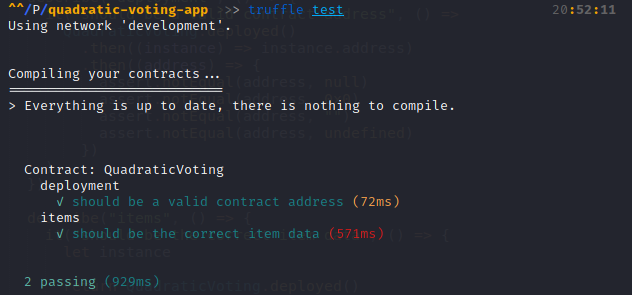 ^^/P/quadratic-voting-app >> truffle test 20:52:11
Using network 'development'.
Compiling your contracts...
===========================
> Everything is up to date, there is nothing to compile.
Contract: QuadraticVoting
deployment
√ should be a valid contract address (72ms)
items
√ should be the correct item data (571ms)
2 passing (929ms)